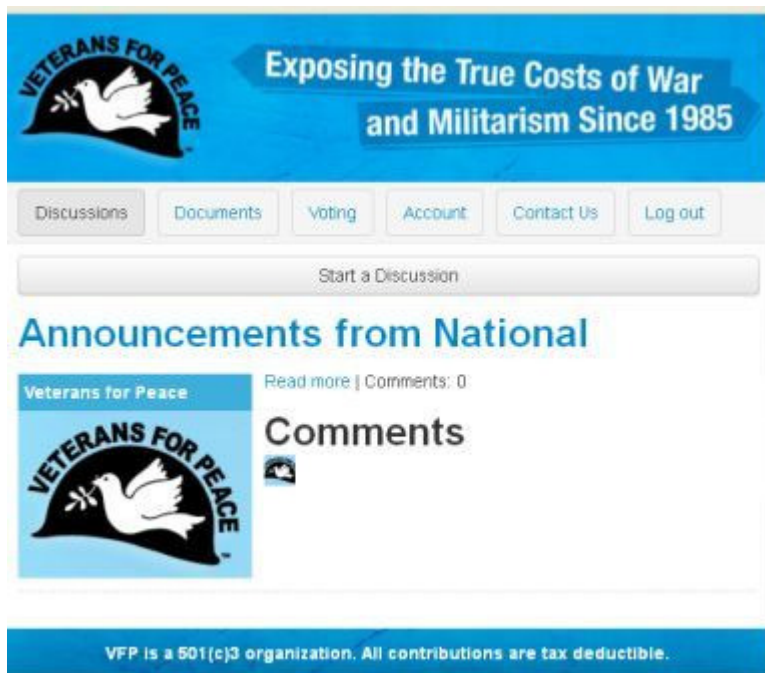 VETERANS FOR PEACE
Exposing the True Costs of War
and Militarism Since 1985
Discussions Documents Voting Account Contact Us Log out
Start a Discussion
Announcements from National
Veterans for Peace
Read more | Comments: 0
VETERANS FOR PEACE
TM
Comments
VFP is a 501(c)3 organization. All contributions are tax deductible.